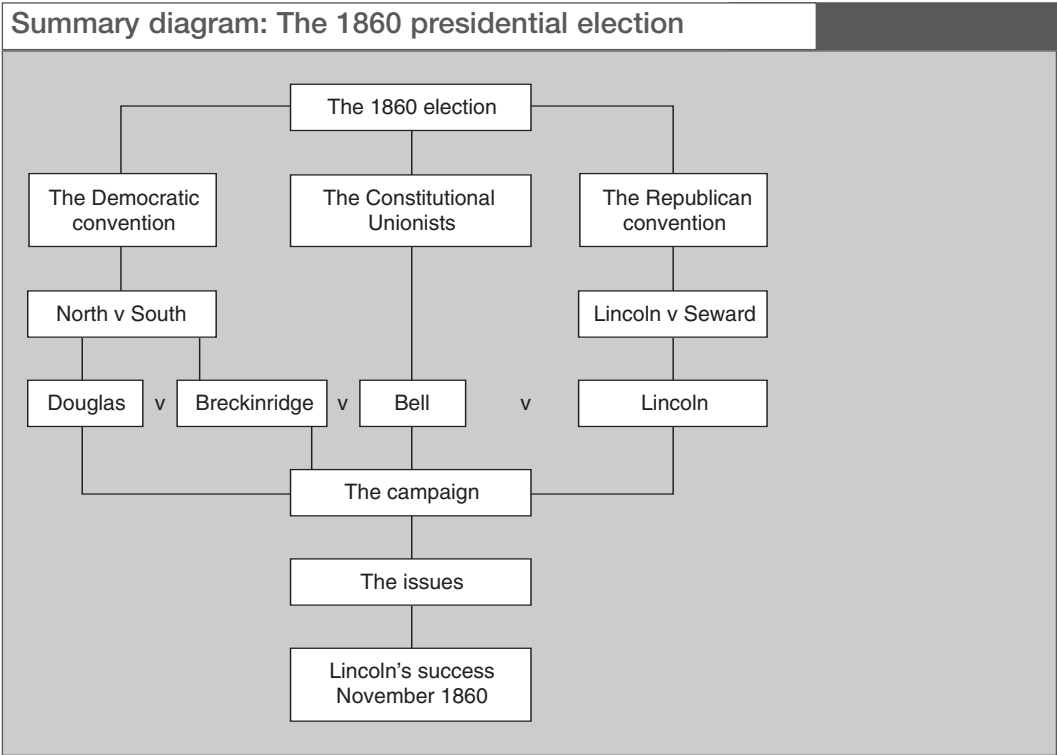 Summary diagram: The 1860 presidential election
The 1860 election
The Democratic
convention
The Constitutional
Unionists
The Republican
convention
North v South
Lincoln v Seward
Douglas v Breckinridge v Bell v Lincoln
The campaign
The issues
Lincoln's success
November 1860